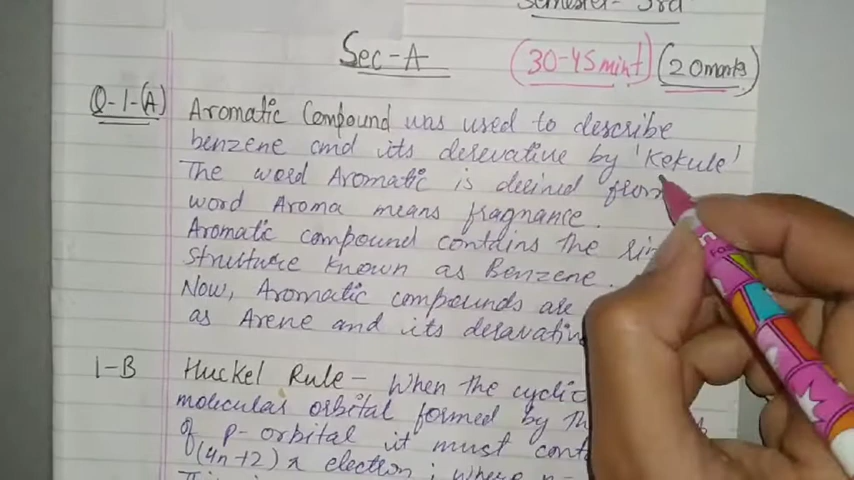 Semester- 3rd
Sec-A (30-45 mint) (20 marks)
Q-1-(A) Aromatic Compound was used to describe
benzene and its deravative by 'Kekule'
The word Aromatic is derined from
word Aroma means fragnance.
Aromatic compound contains the
structure known as Benzene.
Now, Aromatic compounds are
as Arene and its deravative
1-B Huckel Rule- When the cyclic
molecular orbital formed by
of P-orbital it must
(4n+2) π electron ; where n-